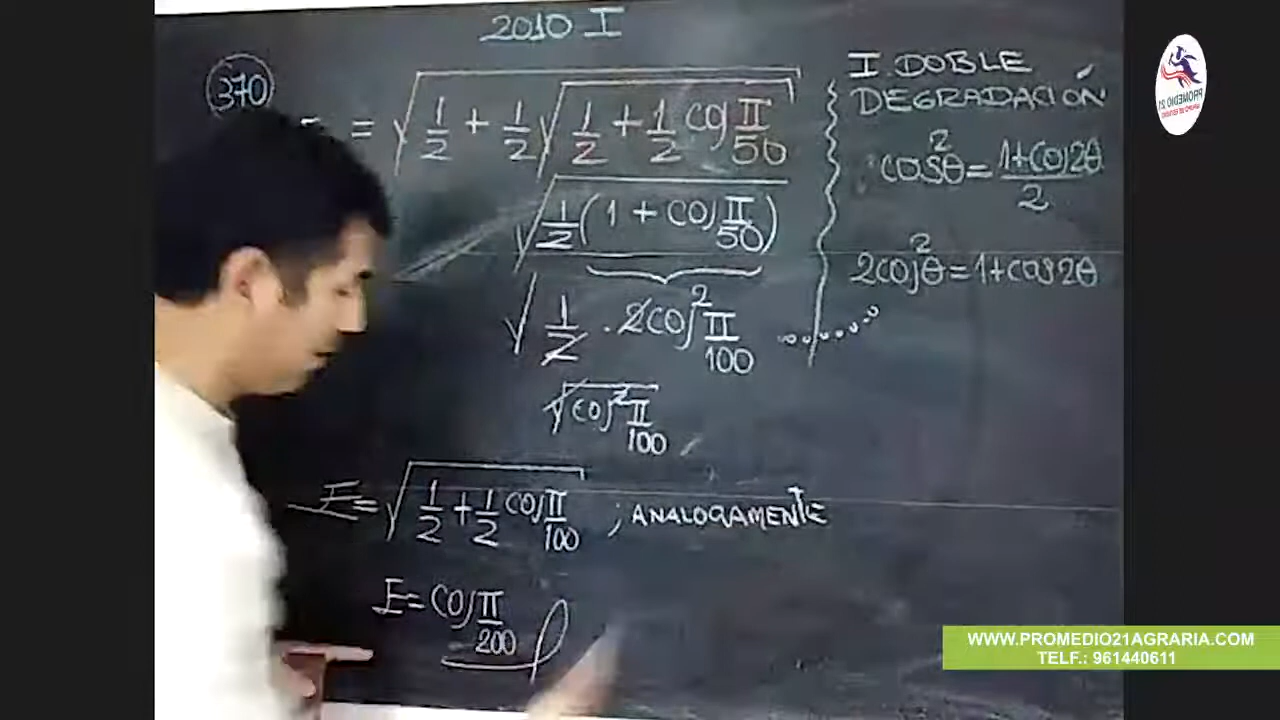 2010 I
370
= √(1/2 + 1/2 √(1/2 + 1/2 cos π/50))
√(1/2 (1 + cos π/50))
√(1/2 · 2cos² π/100) .......
√(cos² π/100)
E = √(1/2 + 1/2 cos π/100) ; ANALOGAMENTE
E = cos π/200
I. DOBLE
DEGRADACIÓN
cos²θ = (1+cos2θ)/2
2cos²θ = 1+cos2θ
PROMEDIO 21
WWW.PROMEDIO21AGRARIA.COM
TELF.: 961440611